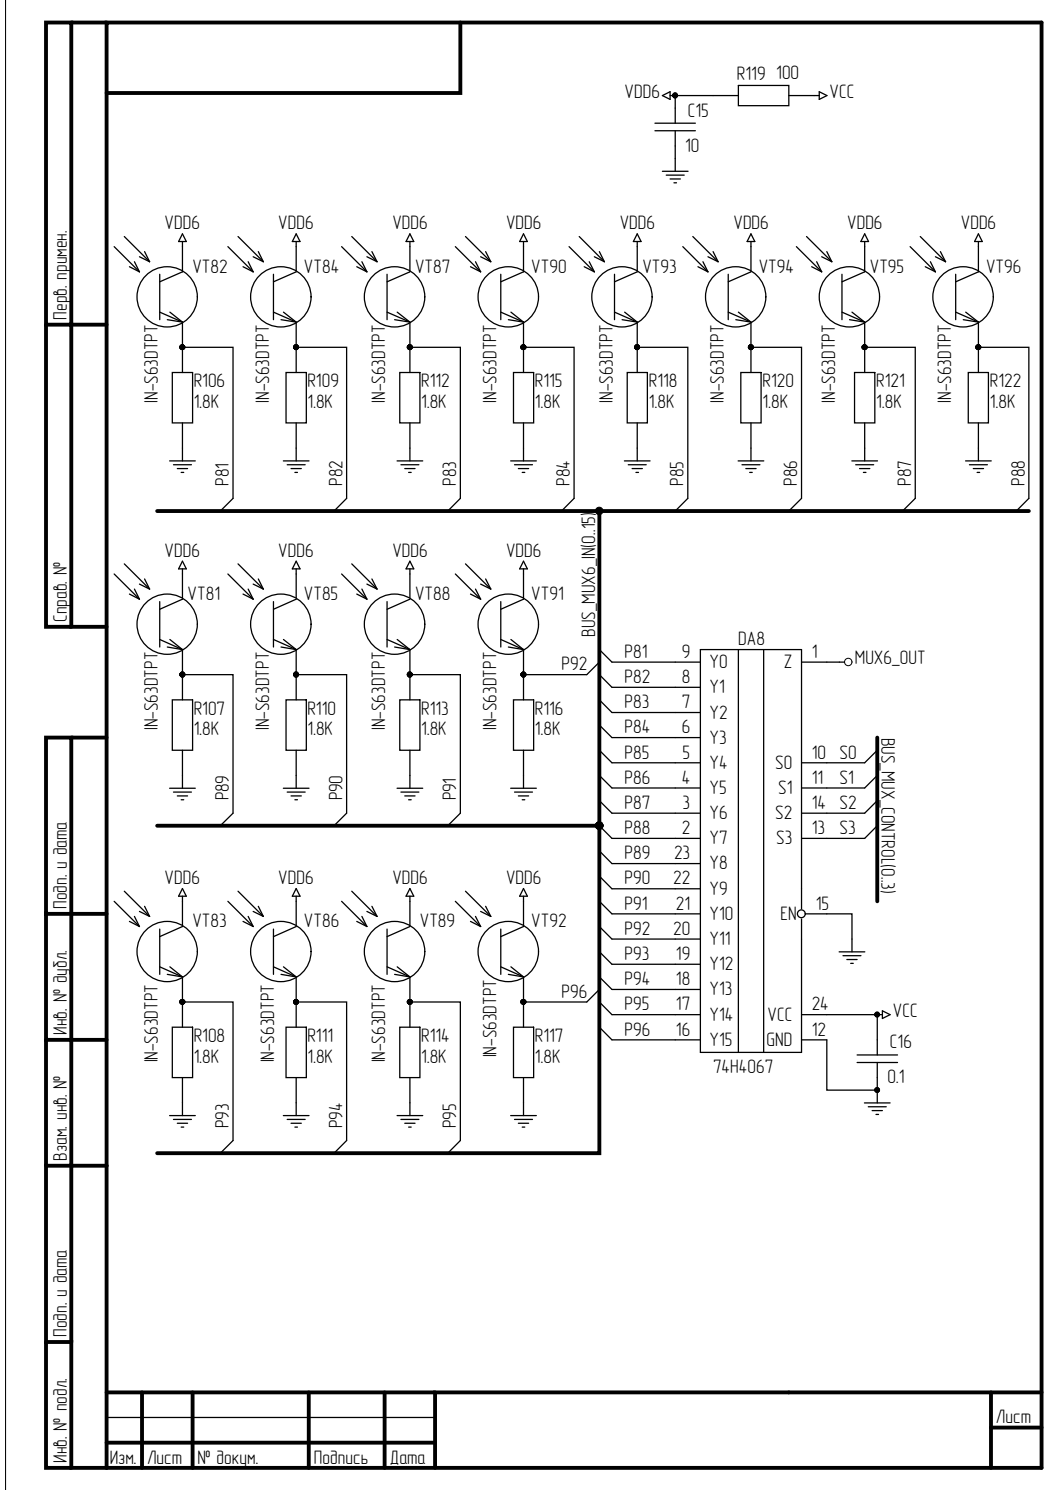 R119 100
VDD6 VCC
C15
10
VDD6 VDD6 VDD6 VDD6 VDD6 VDD6 VDD6 VDD6
VT82 VT84 VT87 VT90 VT93 VT94 VT95 VT96
IN-S63DTPT IN-S63DTPT IN-S63DTPT IN-S63DTPT IN-S63DTPT IN-S63DTPT IN-S63DTPT IN-S63DTPT
R106 R109 R112 R115 R118 R120 R121 R122
1.8K 1.8K 1.8K 1.8K 1.8K 1.8K 1.8K 1.8K
P81 P82 P83 P84 P85 P86 P87 P88
BUS_MUX6_IN(0..15)
VDD6 VDD6 VDD6 VDD6
VT81 VT85 VT88 VT91
IN-S63DTPT IN-S63DTPT IN-S63DTPT IN-S63DTPT
P92
R107 R110 R113 R116
1.8K 1.8K 1.8K 1.8K
P89 P90 P91
VDD6 VDD6 VDD6 VDD6
VT83 VT86 VT89 VT92
IN-S63DTPT IN-S63DTPT IN-S63DTPT IN-S63DTPT
P96
R108 R111 R114 R117
1.8K 1.8K 1.8K 1.8K
P93 P94 P95
DA8
P81 9 Y0 Z 1 MUX6_OUT
P82 8 Y1
P83 7 Y2
P84 6 Y3
P85 5 Y4 S0 10 S0
P86 4 Y5 S1 11 S1
P87 3 Y6 S2 14 S2
P88 2 Y7 S3 13 S3
BUS_MUX_CONTROL(0..3)
P89 23 Y8
P90 22 Y9
P91 21 Y10 EN 15
P92 20 Y11
P93 19 Y12
P94 18 Y13
P95 17 Y14 VCC 24 VCC
P96 16 Y15 GND 12
C16
0.1
74H4067
Перв. примен.
Справ. №
Подп. и дата
Инв. № дубл.
Взам. инв. №
Подп. и дата
Инв. № подл.
Изм. Лист № докум. Подпись Дата
Лист